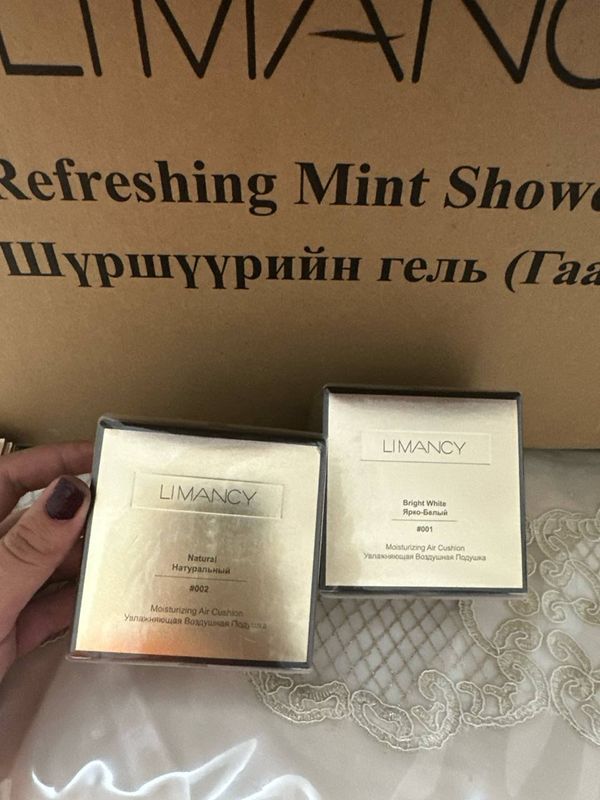 LIMANC
Refreshing Mint Showe
Шүршүүрийн гель (Гаа
LIMANCY
Natural
Натуральный
#002
Moisturizing Air Cushion
Увлажняющая Воздушная Подушка
LIMANCY
Bright White
Ярко-Белый
#001
Moisturizing Air Cushion
Увлажняющая Воздушная Подушка